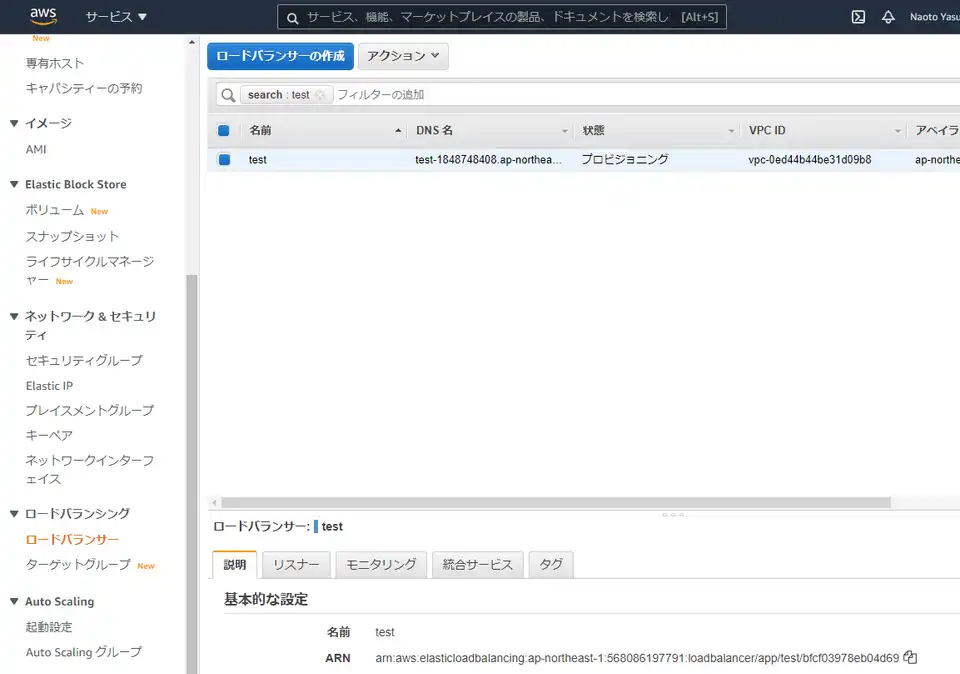 aws
サービス ▼
サービス、機能、マーケットプレイスの製品、ドキュメントを検索し [Alt+S]
Naoto Yasu
New
専有ホスト
キャパシティーの予約
▼ イメージ
AMI
▼ Elastic Block Store
ボリューム New
スナップショット
ライフサイクルマネージ
ャー New
▼ ネットワーク & セキュリ
ティ
セキュリティグループ
Elastic IP
プレイスメントグループ
キーペア
ネットワークインターフ
ェイス
▼ ロードバランシング
ロードバランサー
ターゲットグループ New
▼ Auto Scaling
起動設定
Auto Scaling グループ
ロードバランサーの作成
アクション
search : test
フィルターの追加
名前 DNS 名 状態 VPC ID アベイラ
test test-1848748408.ap-northea... プロビジョニング vpc-0ed44b44be31d09b8 ap-northe
ロードバランサー: test
説明 リスナー モニタリング 統合サービス タグ
基本的な設定
名前 test
ARN arn:aws:elasticloadbalancing:ap-northeast-1:568086197791:loadbalancer/app/test/bfcf03978eb04d69